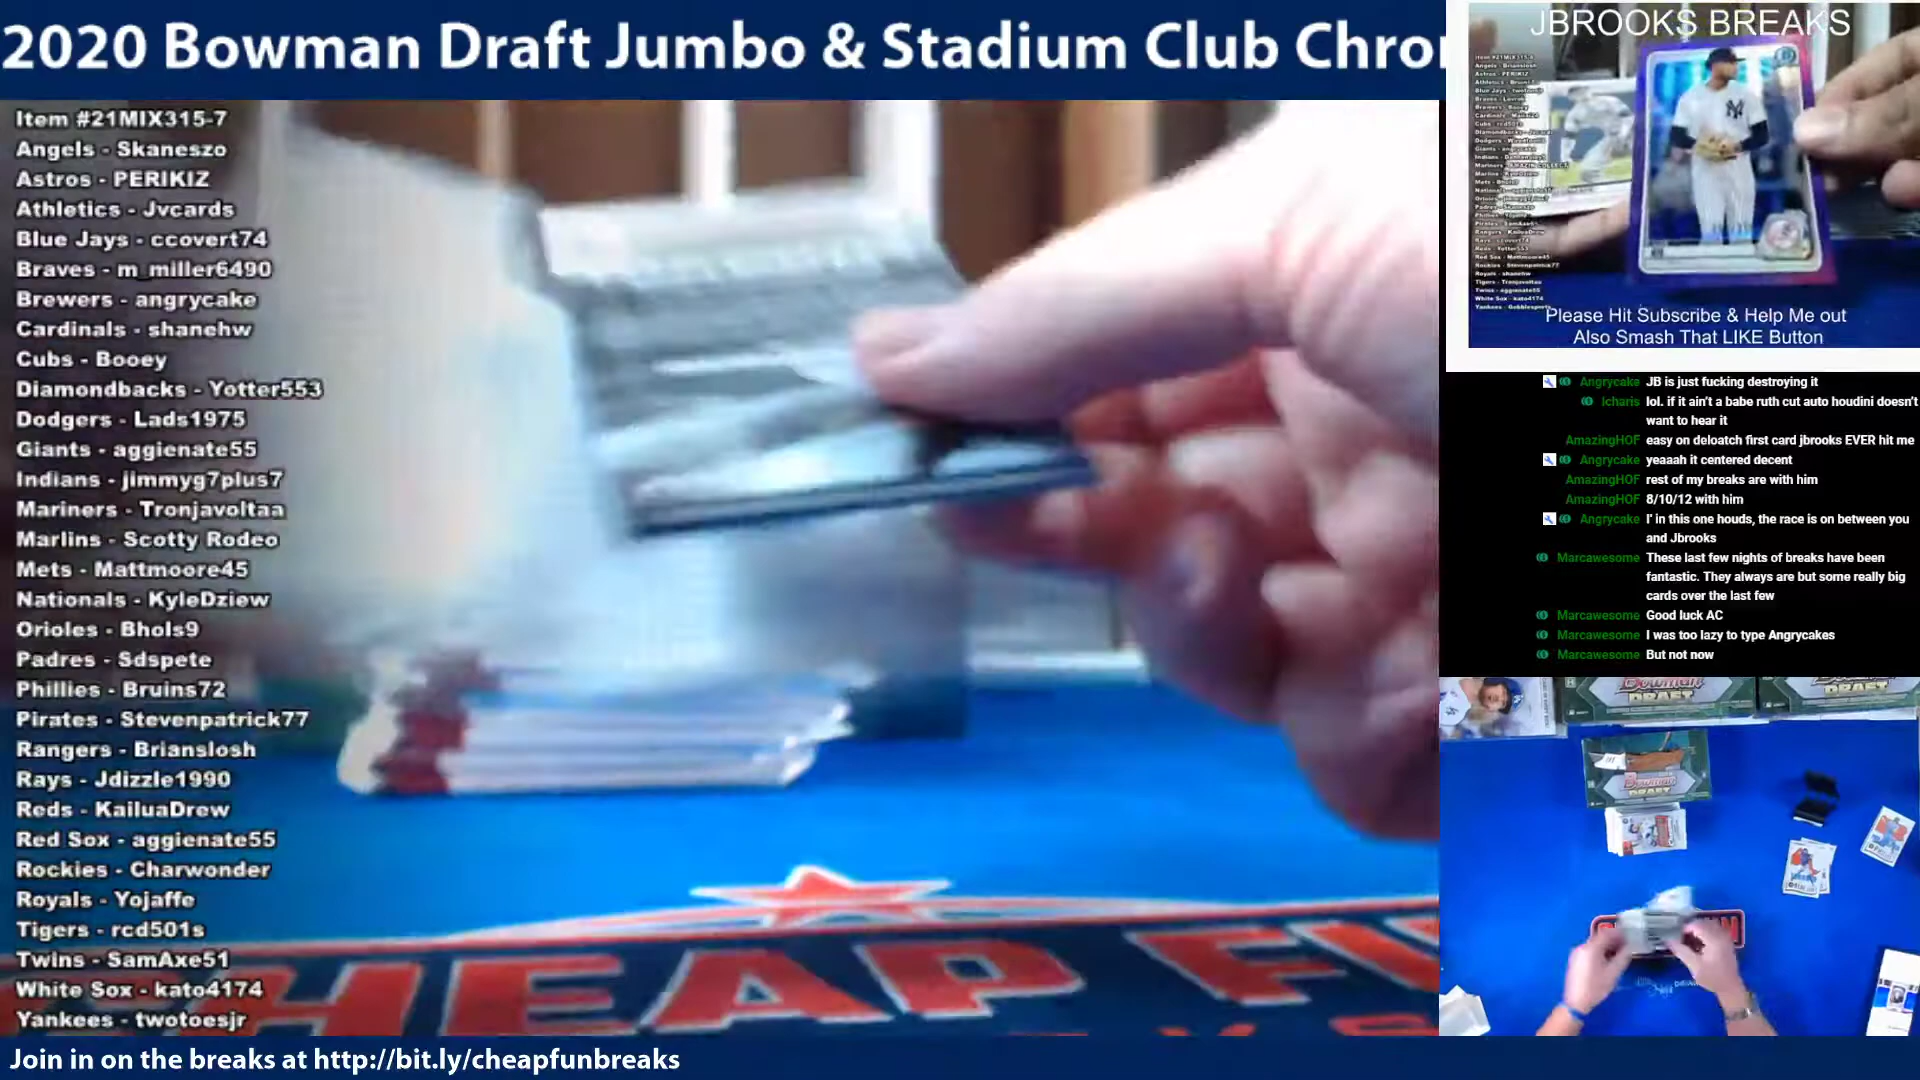 2020 Bowman Draft Jumbo & Stadium Club Chro
Item #21MIX315-7
Angels - Skaneszo
Astros - PERIKIZ
Athletics - Jvcards
Blue Jays - ccovert74
Braves - m_miller6490
Brewers - angrycake
Cardinals - shanehw
Cubs - Booey
Diamondbacks - Yotter553
Dodgers - Lads1975
Giants - aggienate55
Indians - jimmyg7plus7
Mariners - Tronjavoltaa
Marlins - Scotty Rodeo
Mets - Mattmoore45
Nationals - KyleDziew
Orioles - Bhols9
Padres - Sdspete
Phillies - Bruins72
Pirates - Stevenpatrick77
Rangers - Brianslosh
Rays - Jdizzle1990
Reds - KailuaDrew
Red Sox - aggienate55
Rockies - Charwonder
Royals - Yojaffe
Tigers - rcd501s
Twins - SamAxe51
White Sox - kato4174
Yankees - twotoesjr
HEAP FU
Join in on the breaks at http://bit.ly/cheapfunbreaks
JBROOKS BREAKS
Please Hit Subscribe & Help Me out
Also Smash That LIKE Button
Angrycake JB is just fucking destroying it
lcharis lol. if it ain't a babe ruth cut auto houdini doesn't
want to hear it
AmazingHOF easy on deloatch first card jbrooks EVER hit me
Angrycake yeaaah it centered decent
AmazingHOF rest of my breaks are with him
AmazingHOF 8/10/12 with him
Angrycake I' in this one houds, the race is on between you
and Jbrooks
Marcawesome These last few nights of breaks have been
fantastic. They always are but some really big
cards over the last few
Marcawesome Good luck AC
Marcawesome I was too lazy to type Angrycakes
Marcawesome But not now
Bowman
DRAFT
Bowman
DRAFT
Bowman
DRAFT